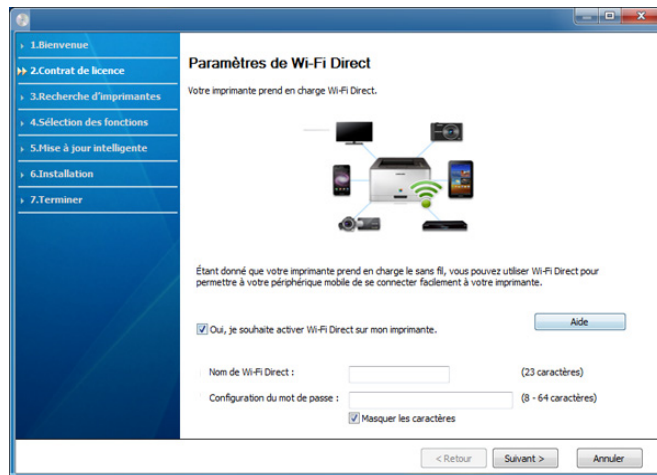 1.Bienvenue
2.Contrat de licence
3.Recherche d'imprimantes
4.Sélection des fonctions
5.Mise à jour intelligente
6.Installation
7.Terminer
Paramètres de Wi-Fi Direct
Votre imprimante prend en charge Wi-Fi Direct.
Étant donné que votre imprimante prend en charge le sans fil, vous pouvez utiliser Wi-Fi Direct pour
permettre à votre périphérique mobile de se connecter facilement à votre imprimante.
Oui, je souhaite activer Wi-Fi Direct sur mon imprimante.
Aide
Nom de Wi-Fi Direct :
(23 caractères)
Configuration du mot de passe :
(8 - 64 caractères)
Masquer les caractères
< Retour
Suivant >
Annuler